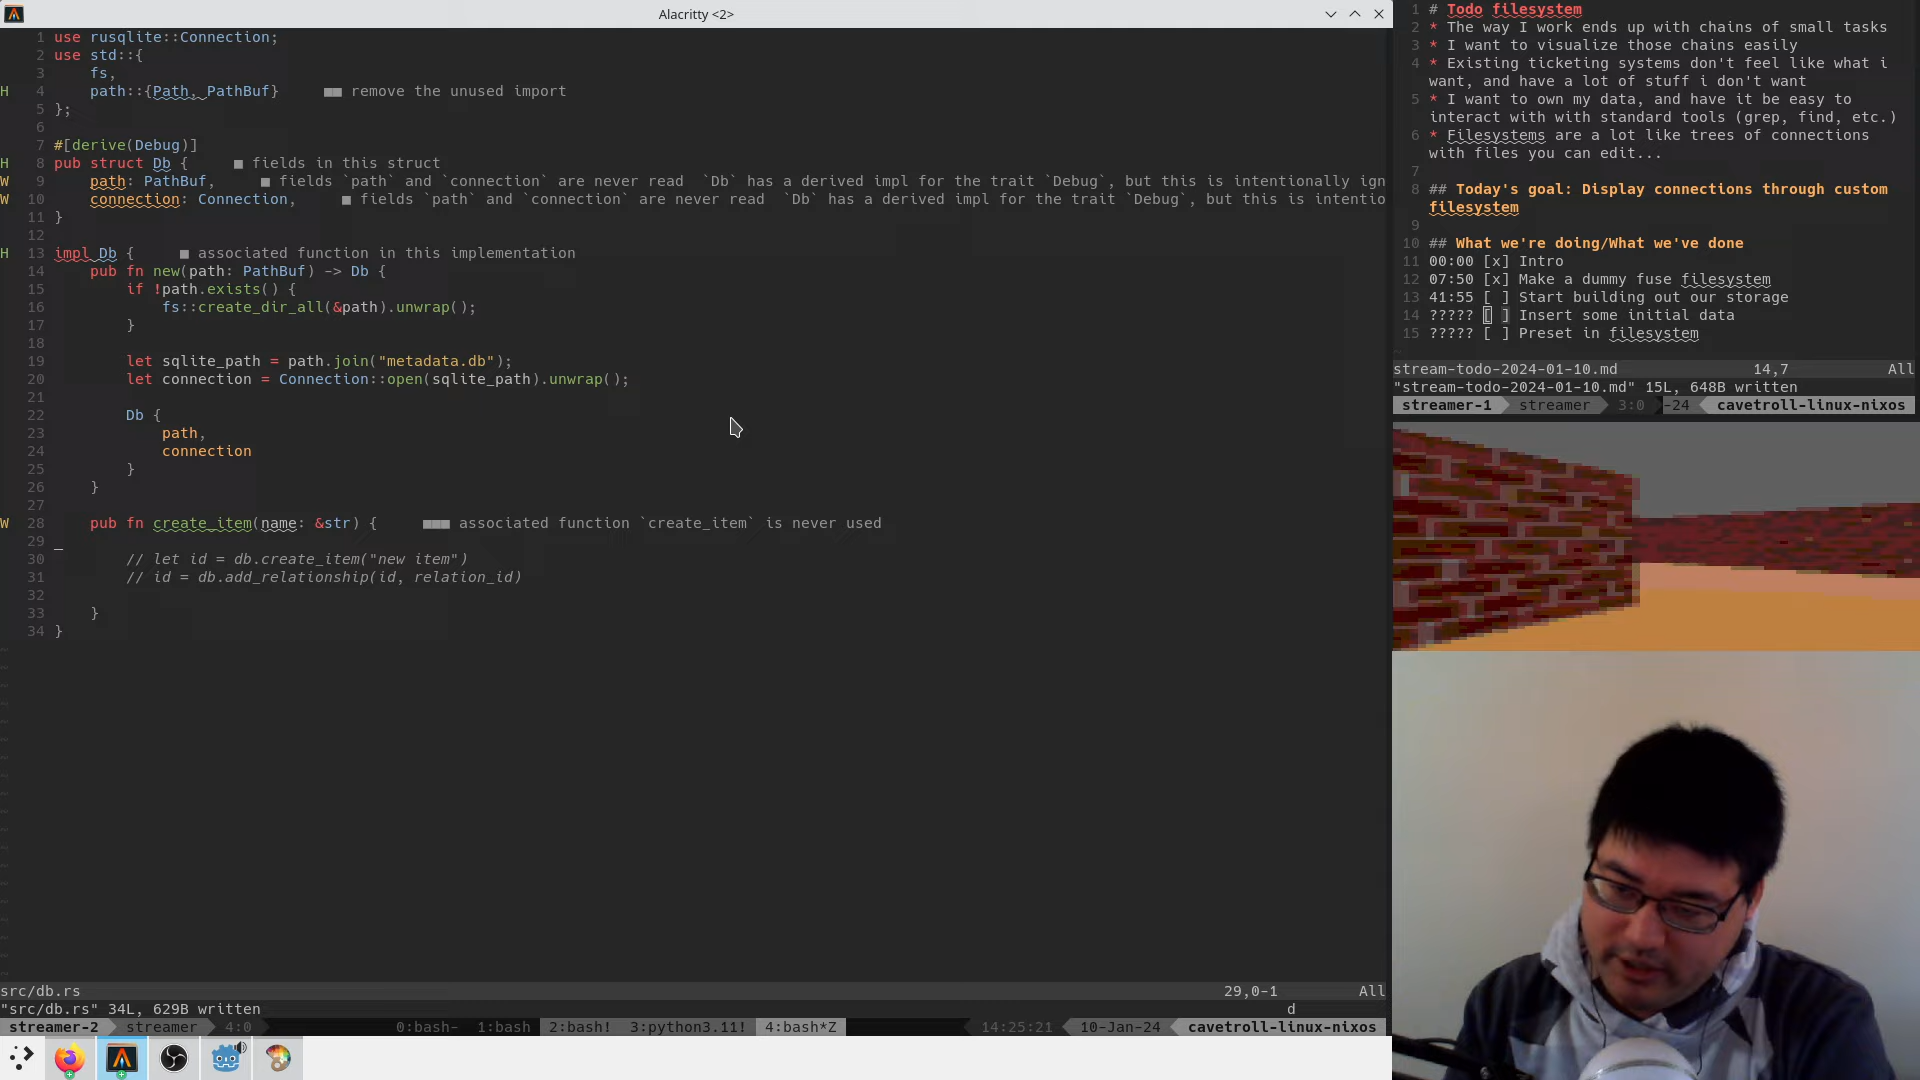 Alacritty <2>
1 use rusqlite::Connection;
2 use std::{
3 fs,
H 4 path::{Path, PathBuf} ■■ remove the unused import
5 };
6
7 #[derive(Debug)]
H 8 pub struct Db { ■ fields in this struct
W 9 path: PathBuf, ■ fields `path` and `connection` are never read `Db` has a derived impl for the trait `Debug`, but this is intentionally ign
W 10 connection: Connection, ■ fields `path` and `connection` are never read `Db` has a derived impl for the trait `Debug`, but this is intentio
11 }
12
H 13 impl Db { ■ associated function in this implementation
14 pub fn new(path: PathBuf) -> Db {
15 if !path.exists() {
16 fs::create_dir_all(&path).unwrap();
17 }
18
19 let sqlite_path = path.join("metadata.db");
20 let connection = Connection::open(sqlite_path).unwrap();
21
22 Db {
23 path,
24 connection
25 }
26 }
27
W 28 pub fn create_item(name: &str) { ■■■ associated function `create_item` is never used
29
30 // let id = db.create_item("new item")
31 // id = db.add_relationship(id, relation_id)
32
33 }
34 }
src/db.rs 29,0-1 All
"src/db.rs" 34L, 629B written d
streamer-2 streamer 4:0 0:bash- 1:bash 2:bash! 3:python3.11! 4:bash*Z 14:25:21 10-Jan-24 cavetroll-linux-nixos
1 # Todo filesystem
2 * The way I work ends up with chains of small tasks
3 * I want to visualize those chains easily
4 * Existing ticketing systems don't feel like what i
want, and have a lot of stuff i don't want
5 * I want to own my data, and have it be easy to
interact with with standard tools (grep, find, etc.)
6 * Filesystems are a lot like trees of connections
with files you can edit...
7
8 ## Today's goal: Display connections through custom
filesystem
9
10 ## What we're doing/What we've done
11 00:00 [x] Intro
12 07:50 [x] Make a dummy fuse filesystem
13 41:55 [ ] Start building out our storage
14 ????? [ ] Insert some initial data
15 ????? [ ] Preset in filesystem
stream-todo-2024-01-10.md 14,7 All
"stream-todo-2024-01-10.md" 15L, 648B written
streamer-1 streamer 3:0 -24 cavetroll-linux-nixos